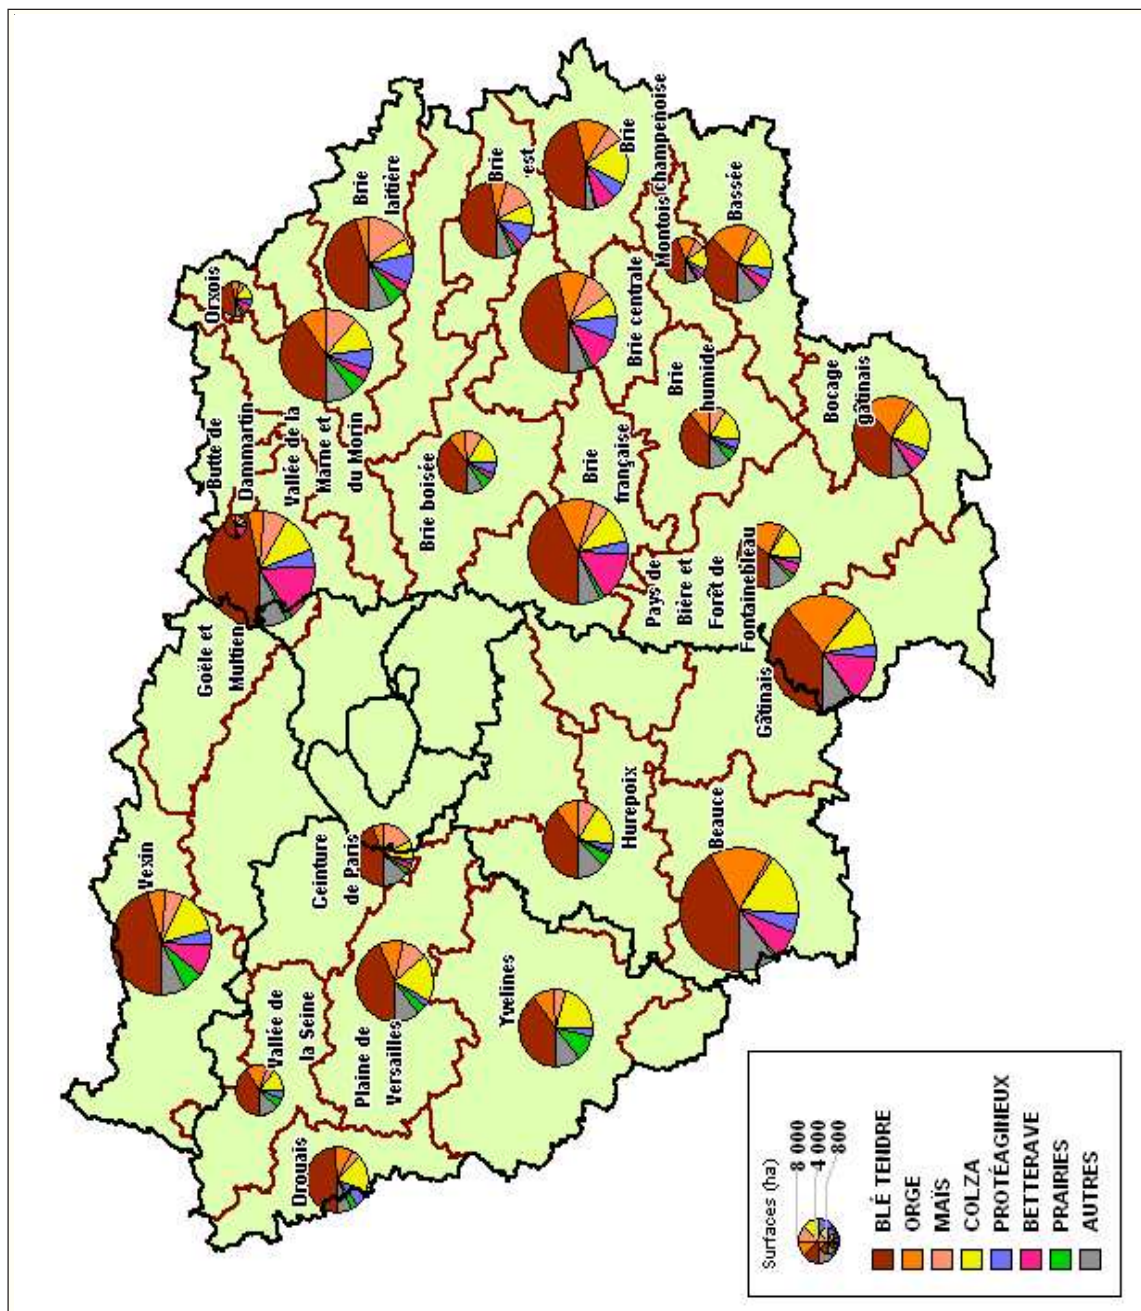 Vexin
Goële et
Multien
Butte de
Dammartin
Orxois
Vallée de la
Marne et
du Morin
Brie
laitière
Vallée de
la Seine
Ceinture
de Paris
Drouais
Plaine de
Versailles
Brie boisée
Brie
est
Brie
Champenoise
Yvelines
Hurepoix
Brie
française
Brie centrale
Montois
Brie
humide
Bassée
Pays de
Bière et
Forêt de
Fontainebleau
Beauce
Gâtinais
Bocage
gâtinais
Surfaces (ha)
8 000
4 000
800
BLÉ TENDRE
ORGE
MAÏS
COLZA
PROTÉAGINEUX
BETTERAVE
PRAIRIES
AUTRES